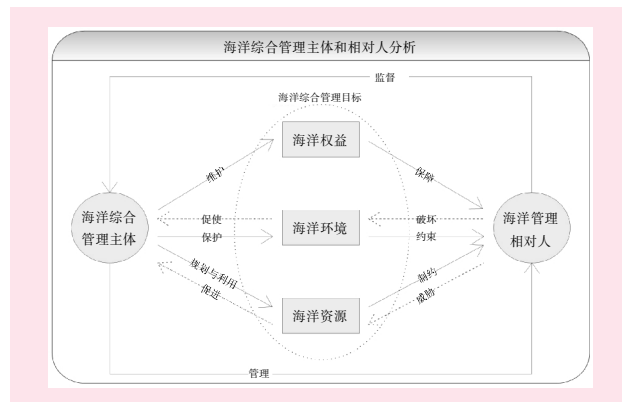 海洋综合管理主体和相对人分析
监督
海洋综合管理目标
海洋权益
维护
保障
海洋综合
管理主体
促使
保护
海洋环境
破坏
约束
海洋管理
相对人
规划与利用
促进
海洋资源
制约
威胁
管理